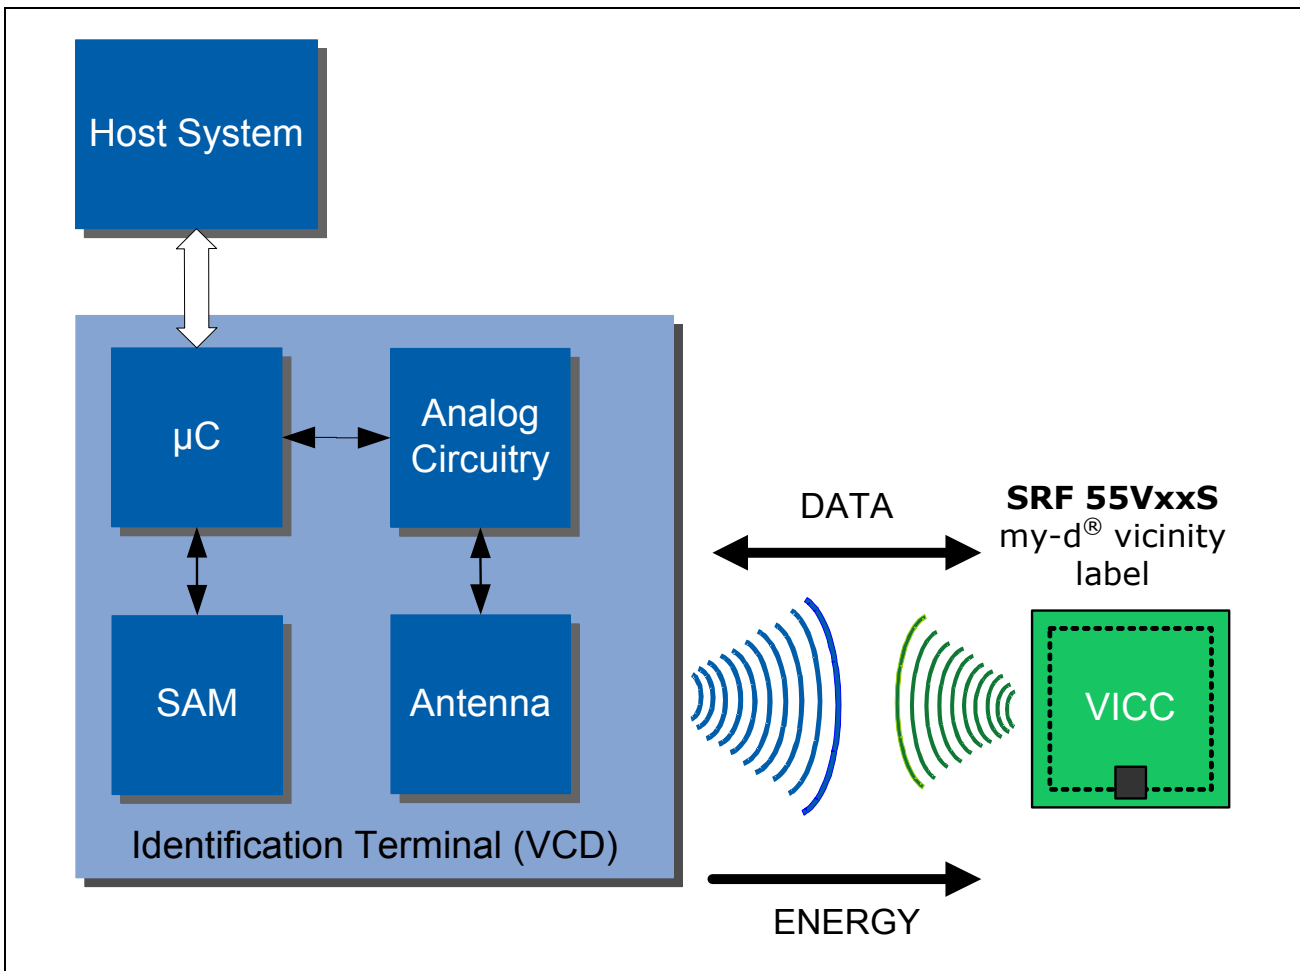 Host System
µC
Analog
Circuitry
SAM
Antenna
Identification Terminal (VCD)
DATA
ENERGY
SRF 55VxxS
my-d® vicinity
label
VICC